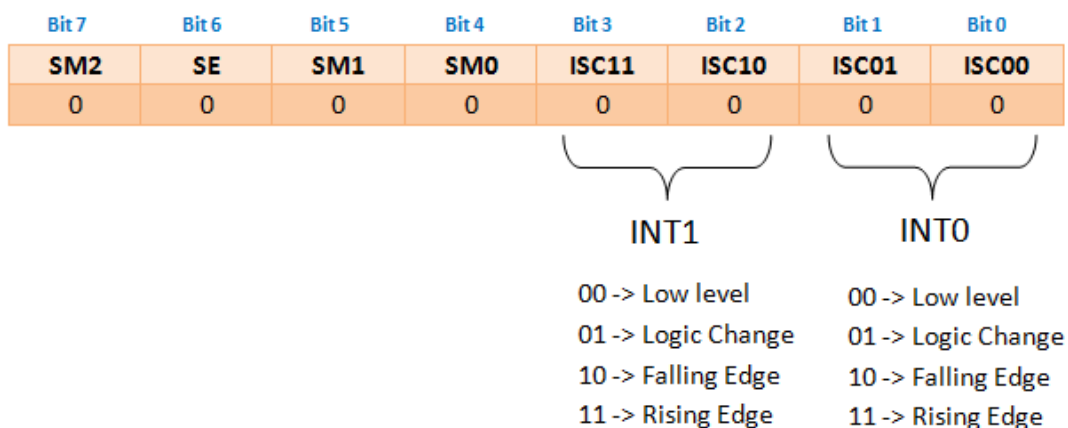 Bit 7 Bit 6 Bit 5 Bit 4 Bit 3 Bit 2 Bit 1 Bit 0
SM2 SE SM1 SM0 ISC11 ISC10 ISC01 ISC00
0 0 0 0 0 0 0 0
INT1 INT0
00 -> Low level 00 -> Low level
01 -> Logic Change 01 -> Logic Change
10 -> Falling Edge 10 -> Falling Edge
11 -> Rising Edge 11 -> Rising Edge